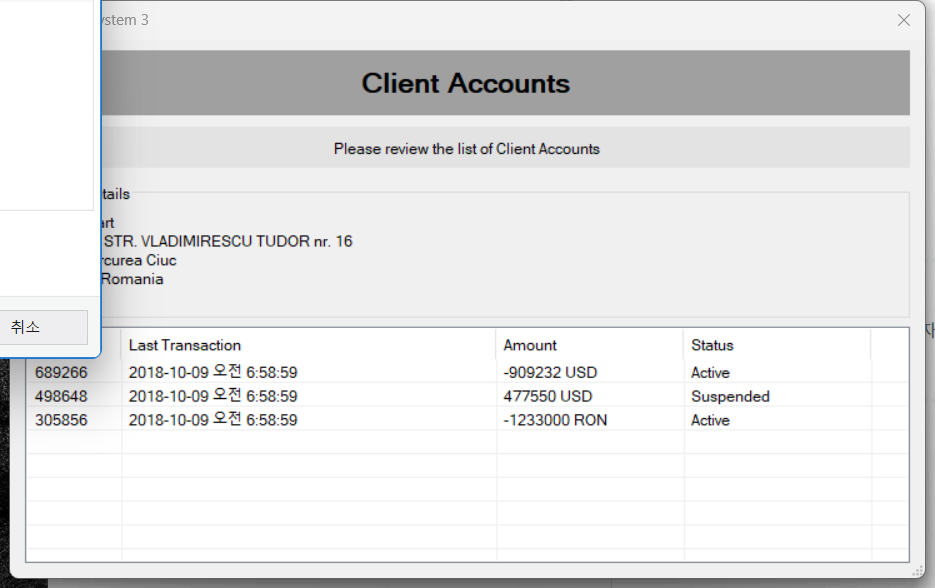 ystem 3
Client Accounts
Please review the list of Client Accounts
tails
art
STR. VLADIMIRESCU TUDOR nr. 16
rcurea Ciuc
Romania
취소
Last Transaction Amount Status
689266 2018-10-09 오전 6:58:59 -909232 USD Active
498648 2018-10-09 오전 6:58:59 477550 USD Suspended
305856 2018-10-09 오전 6:58:59 -1233000 RON Active